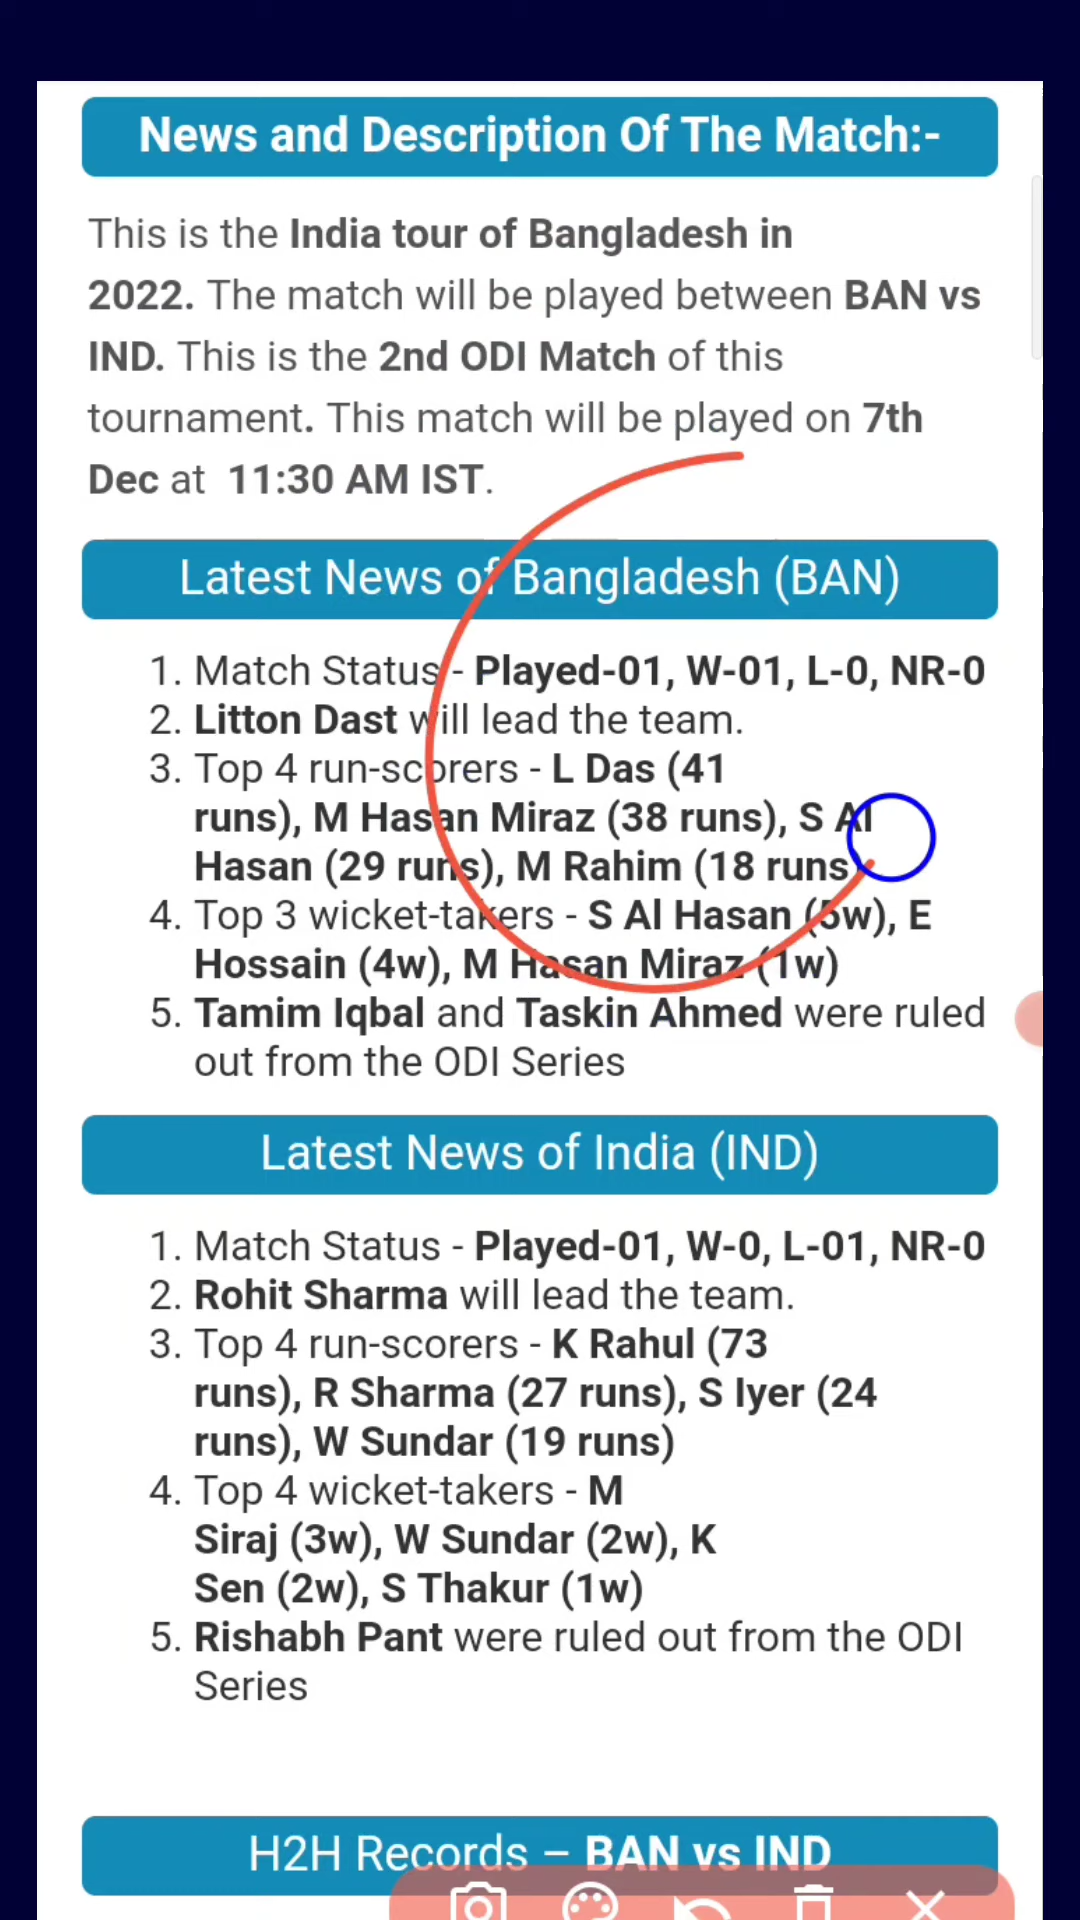 News and Description Of The Match:-
This is the India tour of Bangladesh in
2022. The match will be played between BAN vs
IND. This is the 2nd ODI Match of this
tournament. This match will be played on 7th
Dec at 11:30 AM IST.
Latest News of Bangladesh (BAN)
1. Match Status - Played-01, W-01, L-0, NR-0
2. Litton Dast will lead the team.
3. Top 4 run-scorers - L Das (41
runs), M Hasan Miraz (38 runs), S Al
Hasan (29 runs), M Rahim (18 runs)
4. Top 3 wicket-takers - S Al Hasan (5w), E
Hossain (4w), M Hasan Miraz (1w)
5. Tamim Iqbal and Taskin Ahmed were ruled
out from the ODI Series
Latest News of India (IND)
1. Match Status - Played-01, W-0, L-01, NR-0
2. Rohit Sharma will lead the team.
3. Top 4 run-scorers - K Rahul (73
runs), R Sharma (27 runs), S Iyer (24
runs), W Sundar (19 runs)
4. Top 4 wicket-takers - M
Siraj (3w), W Sundar (2w), K
Sen (2w), S Thakur (1w)
5. Rishabh Pant were ruled out from the ODI
Series
H2H Records – BAN vs IND